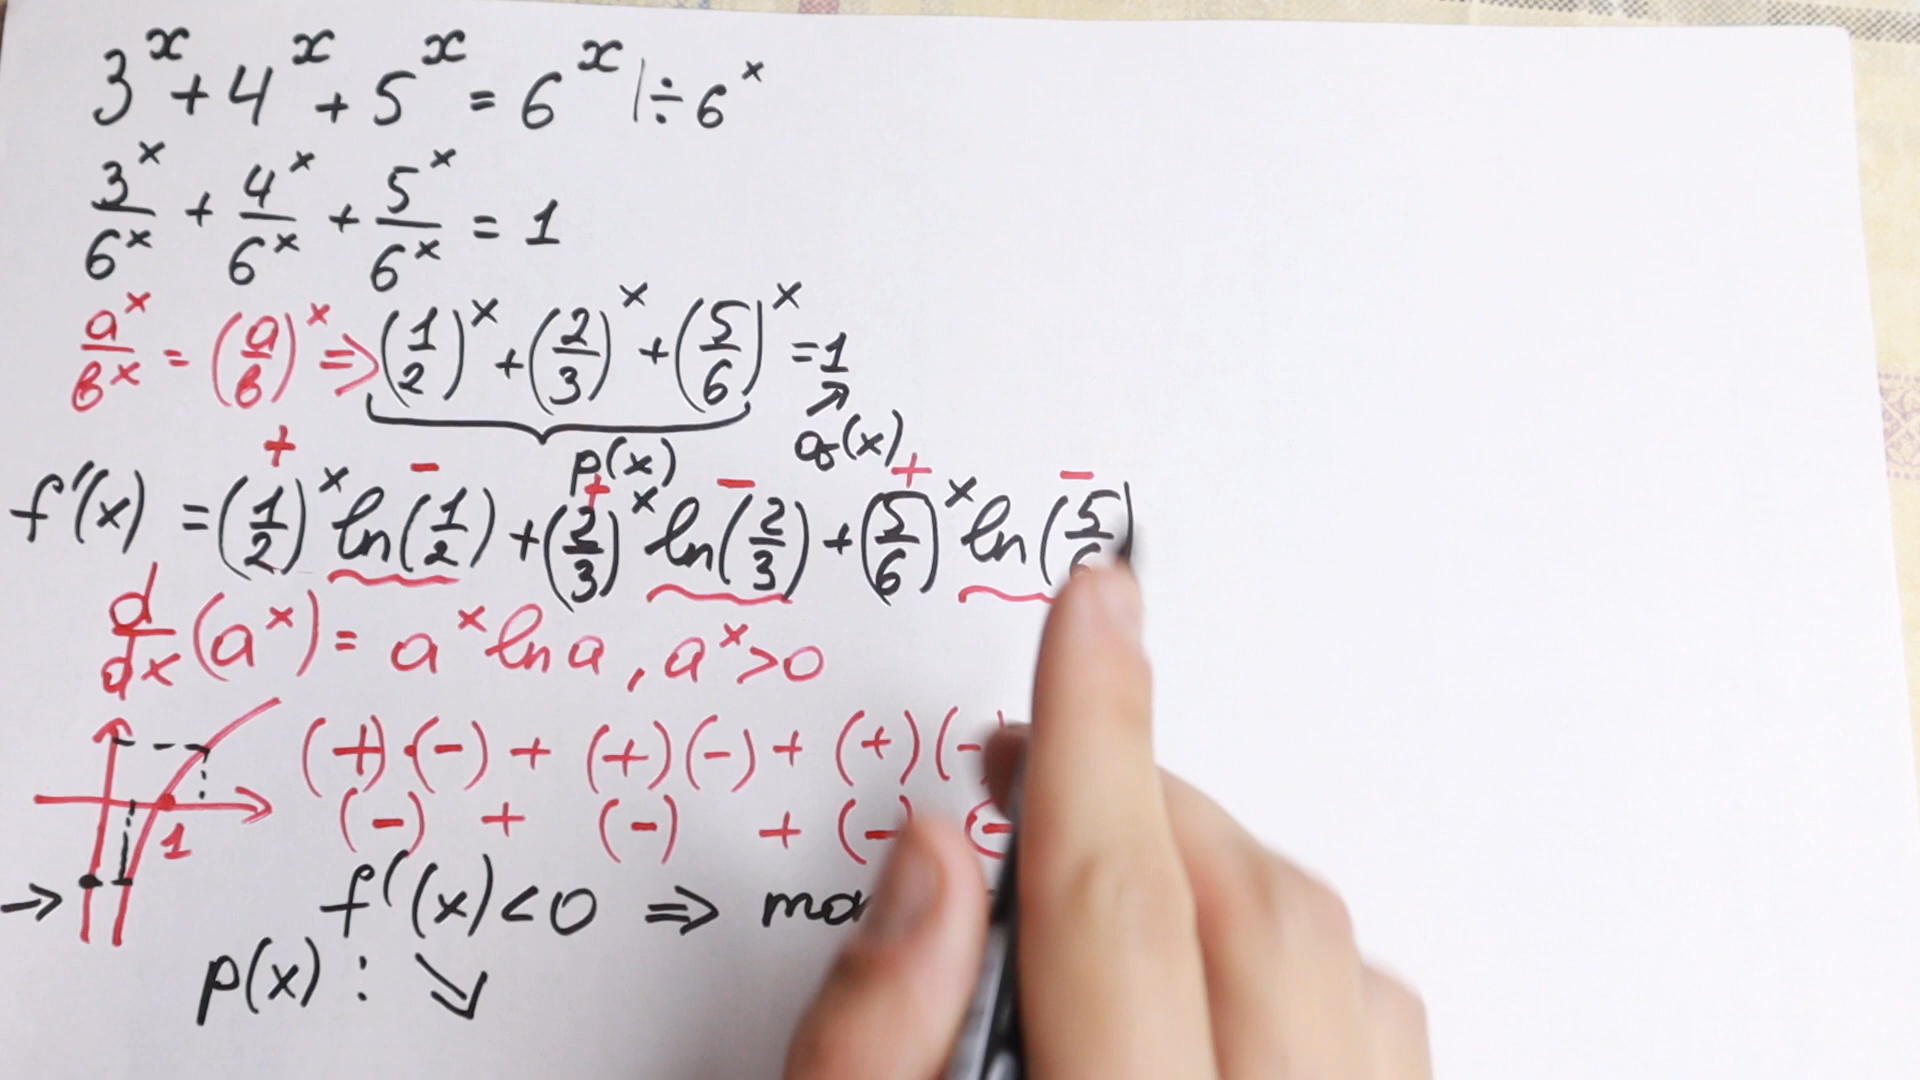 3^x + 4^x + 5^x = 6^x | ÷ 6^x
3^x/6^x + 4^x/6^x + 5^x/6^x = 1
a^x/b^x = (a/b)^x ⇒ (1/2)^x + (2/3)^x + (5/6)^x = 1
p(x) g(x)
+ - + - + -
f'(x) = (1/2)^x ln(1/2) + (2/3)^x ln(2/3) + (5/6)^x ln(5/6)
d/dx (a^x) = a^x ln a, a^x > 0
(+)·(-) + (+)(-) + (+)(-
(-) + (-) + (-) (-
1
f'(x) < 0 ⇒
p(x) : ↘